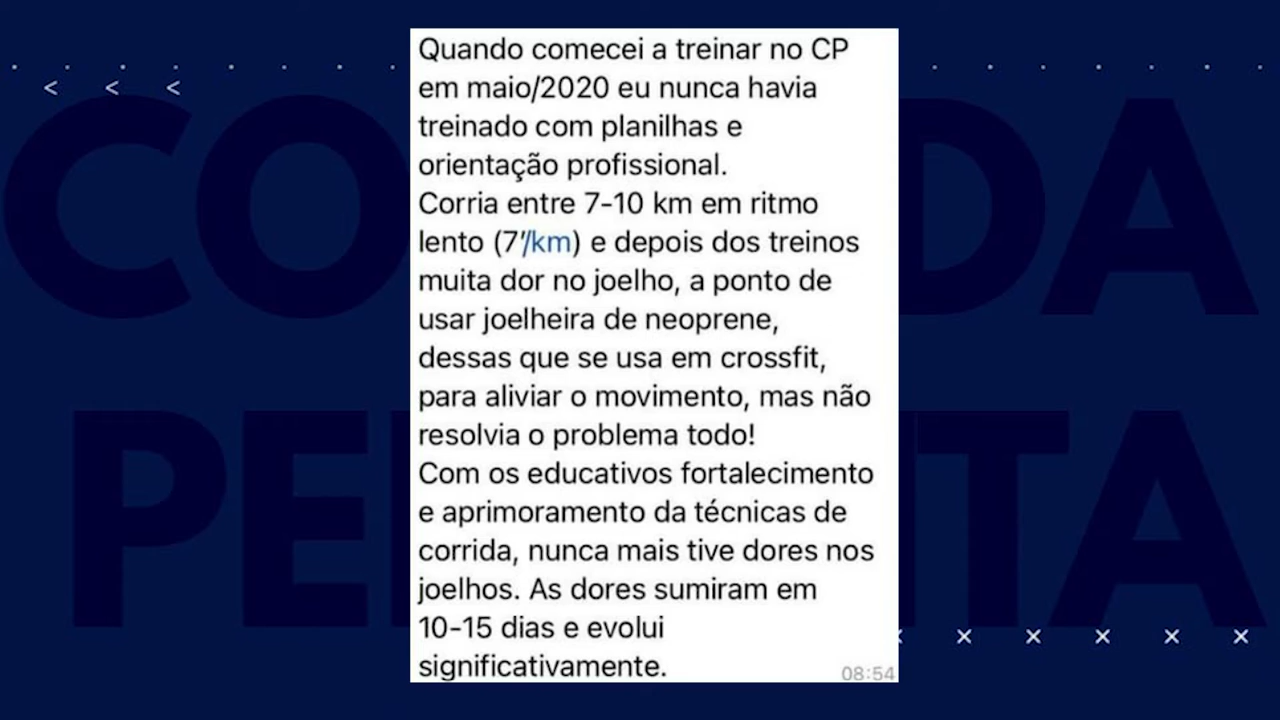 Quando comecei a treinar no CP
em maio/2020 eu nunca havia
treinado com planilhas e
orientação profissional.
Corria entre 7-10 km em ritmo
lento (7'/km) e depois dos treinos
muita dor no joelho, a ponto de
usar joelheira de neoprene,
dessas que se usa em crossfit,
para aliviar o movimento, mas não
resolvia o problema todo!
Com os educativos fortalecimento
e aprimoramento da técnicas de
corrida, nunca mais tive dores nos
joelhos. As dores sumiram em
10-15 dias e evolui
significativamente.
08:54